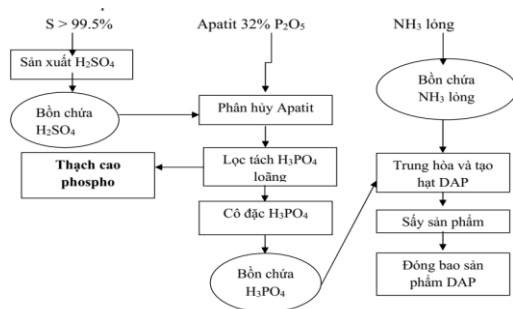 S > 99.5%
Apatit 32% P₂O₅
NH₃ lỏng
Sản xuất H₂SO₄
Bồn chứa
H₂SO₄
Phân hủy Apatit
Bồn chứa
NH₃ lỏng
Thạch cao
phospho
Lọc tách H₃PO₄
loãng
Trung hòa và tạo
hạt DAP
Cô đặc H₃PO₄
Sấy sản phẩm
Bồn chứa
H₃PO₄
Đóng bao sản
phẩm DAP